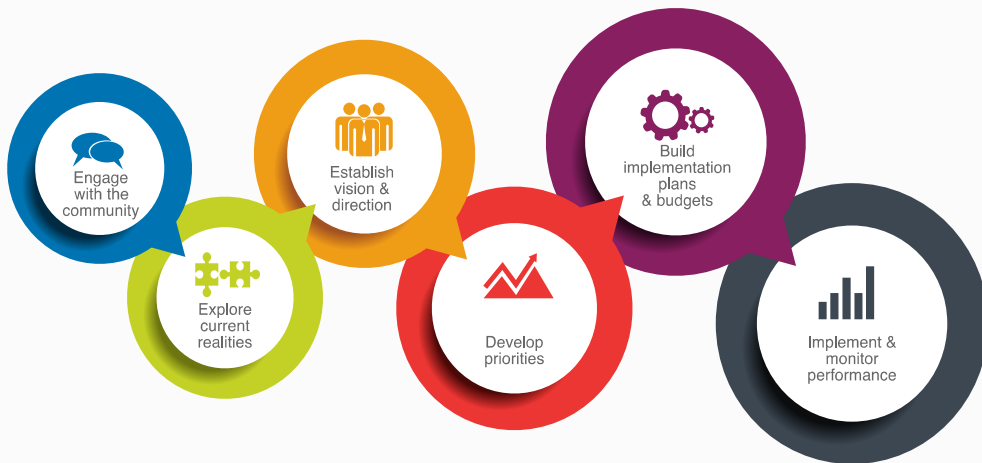 Engage
with the
community
Explore
current
realities
Establish
vision &
direction
Develop
priorities
Build
implementation
plans
& budgets
Implement &
monitor
performance